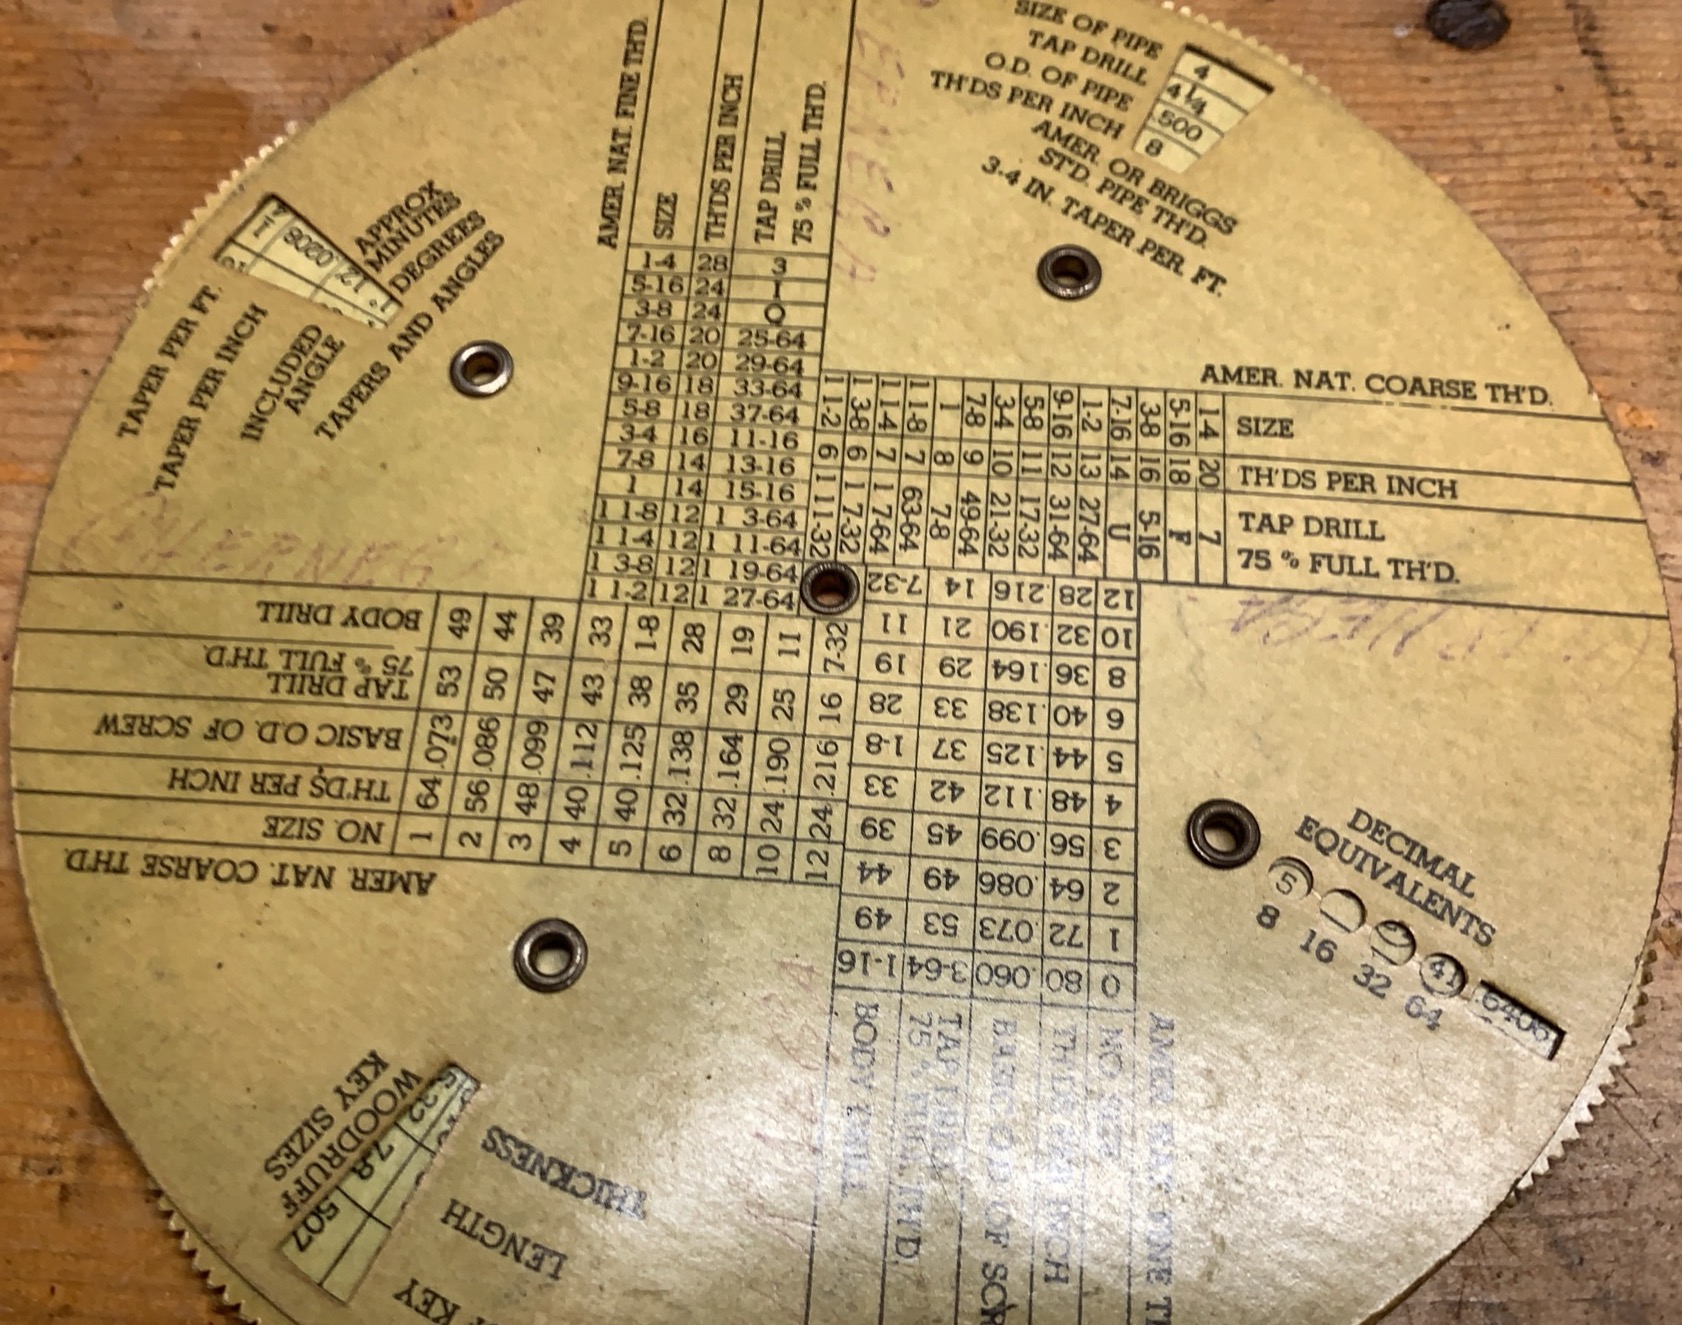 SIZE OF PIPE 4
TAP DRILL 4 1/4
O.D. OF PIPE .500
TH'DS PER INCH 8
AMER. OR BRIGGS
ST'D. PIPE TH'D.
3-4 IN. TAPER PER. FT.
AMER. NAT. FINE TH'D.
SIZE TH'DS PER INCH TAP DRILL 75 % FULL TH'D.
1-4 28 3
5-16 24 I
3-8 24 Q
7-16 20 25-64
1-2 20 29-64
9-16 18 33-64
5-8 18 37-64
3-4 16 11-16
7-8 14 13-16
1 14 15-16
1 1-8 12 1 3-64
1 1-4 12 1 11-64
1 3-8 12 1 19-64
1 1-2 12 1 27-64
TAPER PER FT.
TAPER PER INCH
INCLUDED
ANGLE
TAPERS AND ANGLES
APPROX
MINUTES
DEGREES
AMER. NAT. COARSE TH'D.
SIZE
TH'DS PER INCH
TAP DRILL
75 % FULL TH'D.
1-4 20 7
5-16 18 F
3-8 16 5-16
7-16 14 U
1-2 13 27-64
9-16 12 31-64
5-8 11 17-32
3-4 10 21-32
7-8 9 49-64
1 8 7-8
1 1-8 7 63-64
1 1-4 7 1 7-64
1 3-8 6 1 7-32
1 1-2 6 1 11-32
AMER. NAT. COARSE TH'D.
NO. SIZE
TH'DS PER INCH
BASIC O.D. OF SCREW
TAP DRILL
75 % FULL TH'D.
BODY DRILL
1 64 .073 53 49
2 56 .086 50 44
3 48 .099 47 39
4 40 .112 43 33
5 40 .125 38 1-8
6 32 .138 35 28
8 32 .164 29 19
10 24 .190 25 11
12 24 .216 16 7-32
NO.
TH'DS PER INCH
BASIC O.D. OF
TAP DRILL
75 % FULL TH'D.
BODY DRILL
0 80 .060 3-64 1-16
1 72 .073 53 49
2 64 .086 49 44
3 56 .099 45 39
4 48 .112 42 33
5 44 .125 37 1-8
6 40 .138 33 28
8 36 .164 29 19
10 32 .190 21 11
12 28 .216 14 7-32
DECIMAL
EQUIVALENTS
5 41 6406
8 16 32 64
WOODRUFF
KEY SIZES
507
7-8
THICKNESS
LENGTH
KEY